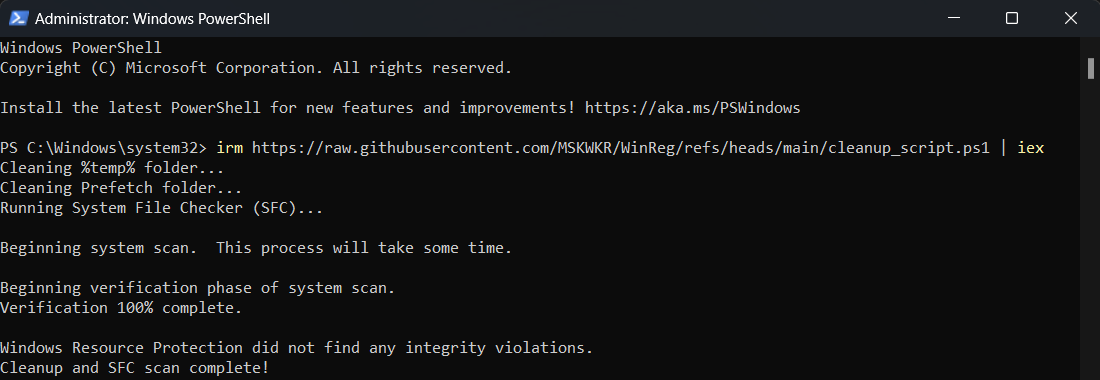 Administrator: Windows PowerShell
Windows PowerShell
Copyright (C) Microsoft Corporation. All rights reserved.
Install the latest PowerShell for new features and improvements! https://aka.ms/PSWindows
PS C:\Windows\system32> irm https://raw.githubusercontent.com/MSKWKR/WinReg/refs/heads/main/cleanup_script.ps1 | iex
Cleaning %temp% folder...
Cleaning Prefetch folder...
Running System File Checker (SFC)...
Beginning system scan.  This process will take some time.
Beginning verification phase of system scan.
Verification 100% complete.
Windows Resource Protection did not find any integrity violations.
Cleanup and SFC scan complete!